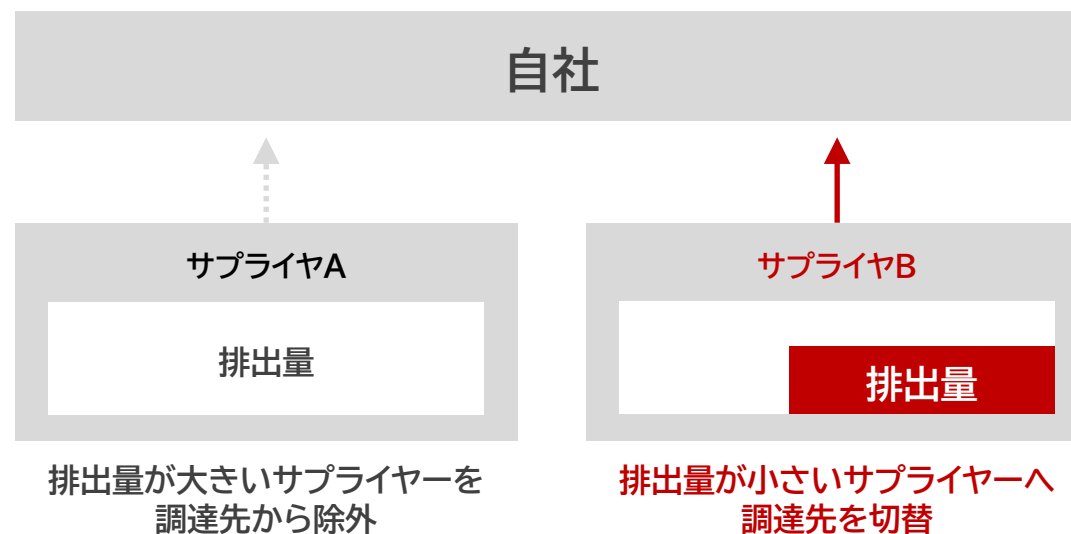 自社
サプライヤA
排出量
排出量が大きいサプライヤーを
調達先から除外
サプライヤB
排出量
排出量が小さいサプライヤーへ
調達先を切替